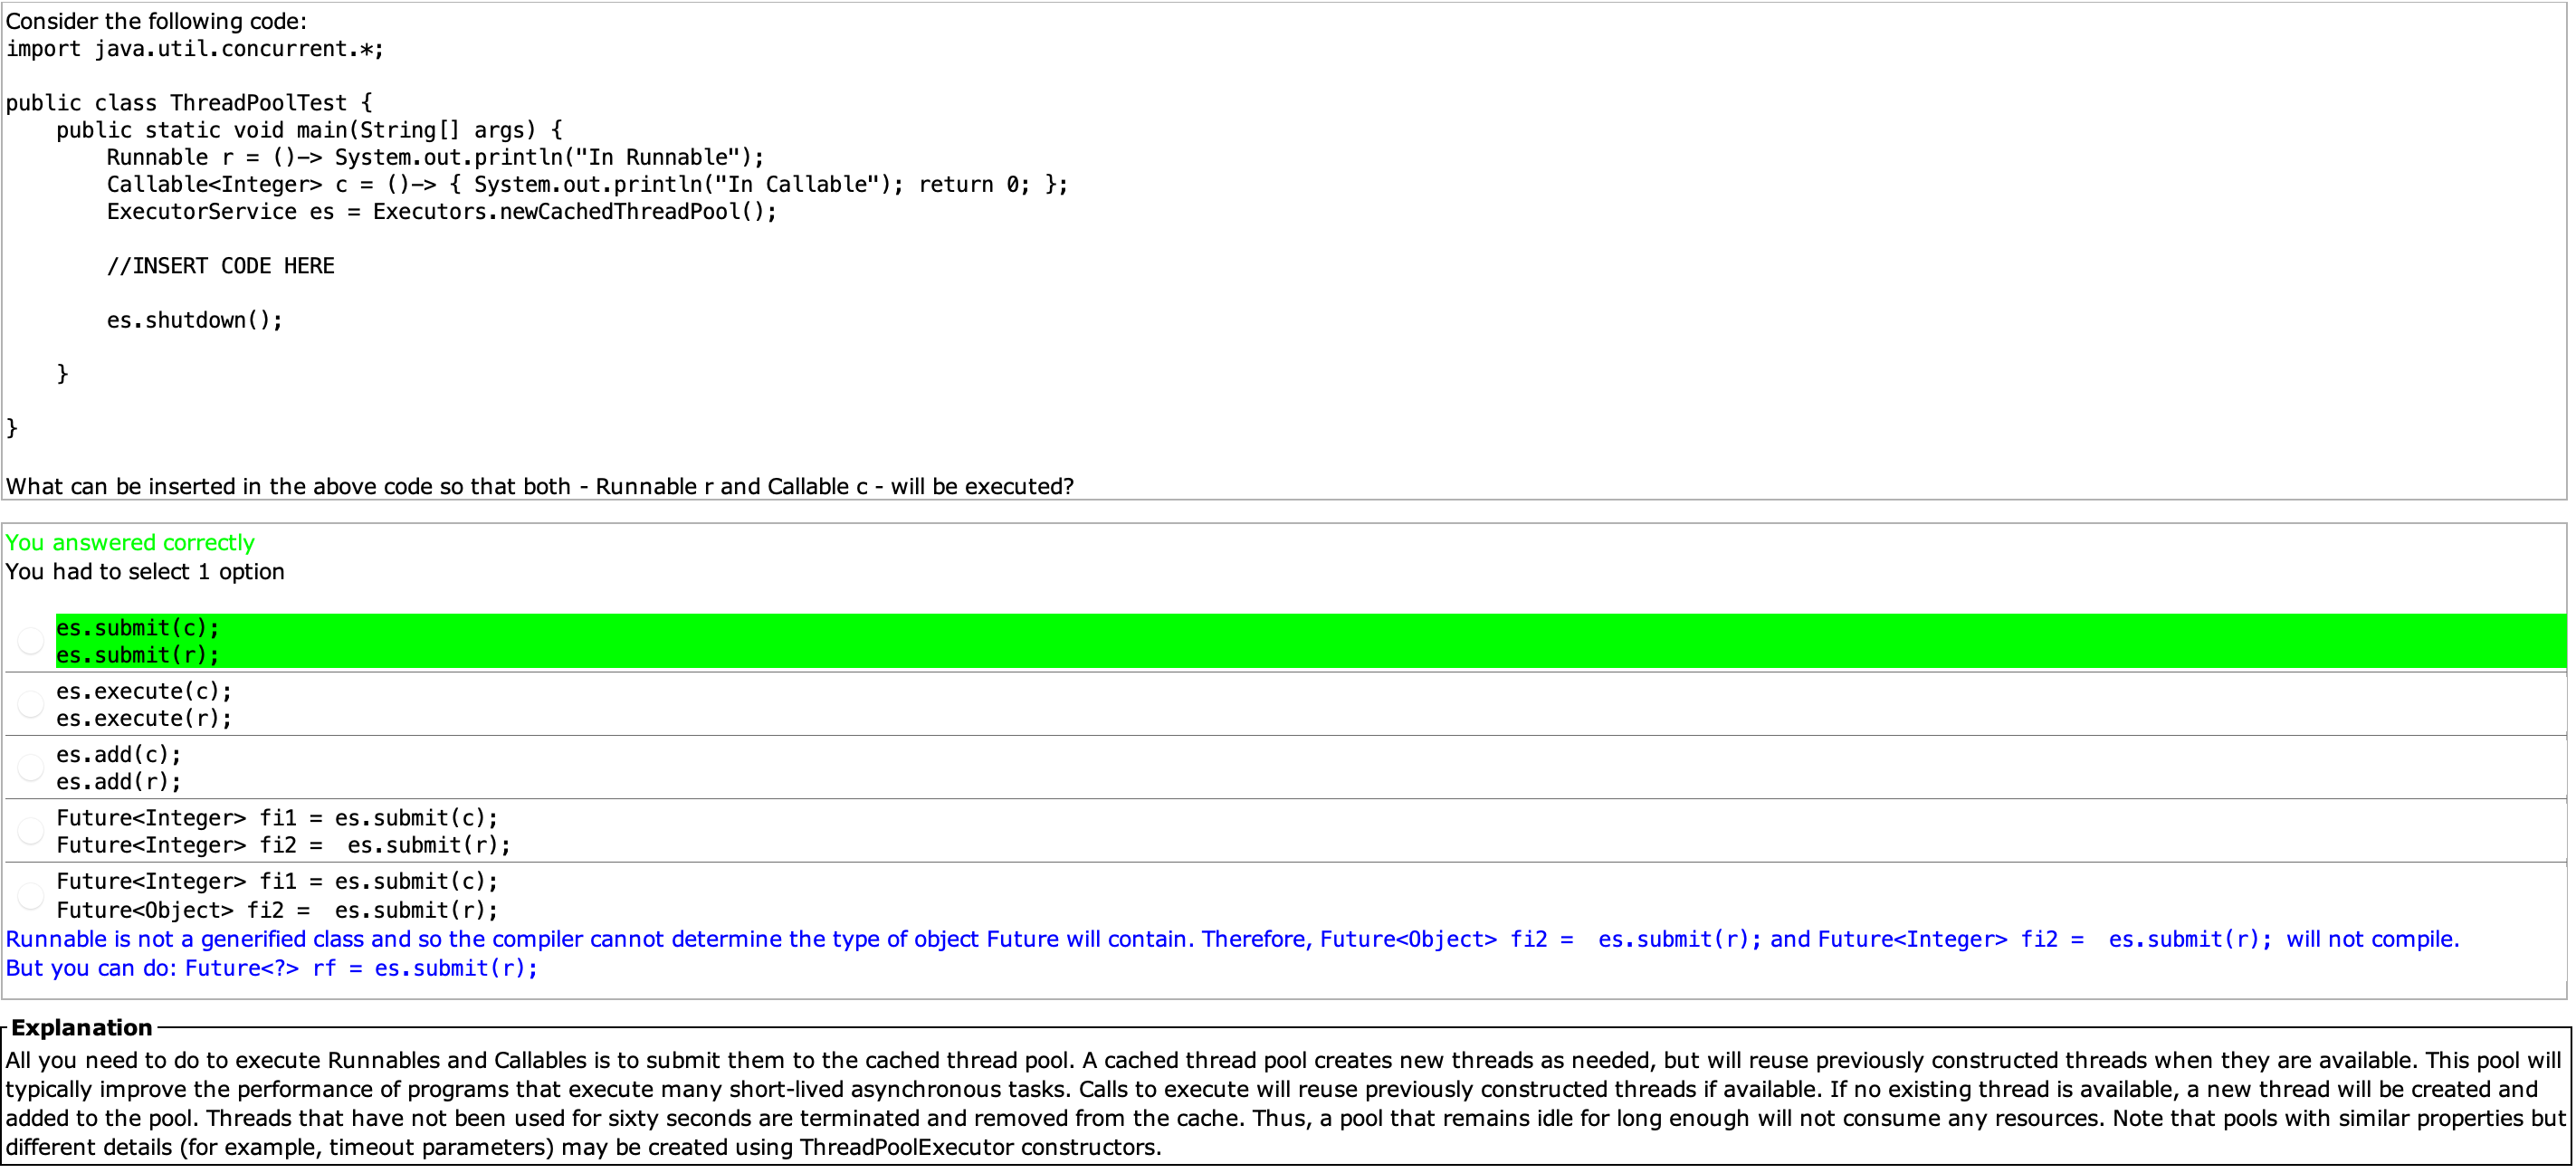 Consider the following code:
import java.util.concurrent.*;
public class ThreadPoolTest {
public static void main(String[] args) {
Runnable r = ()-> System.out.println("In Runnable");
Callable<Integer> c = ()-> { System.out.println("In Callable"); return 0; };
ExecutorService es = Executors.newCachedThreadPool();
//INSERT CODE HERE
es.shutdown();
}
}
What can be inserted in the above code so that both - Runnable r and Callable c - will be executed?
You answered correctly
You had to select 1 option
es.submit(c);
es.submit(r);
es.execute(c);
es.execute(r);
es.add(c);
es.add(r);
Future<Integer> fi1 = es.submit(c);
Future<Integer> fi2 =  es.submit(r);
Future<Integer> fi1 = es.submit(c);
Future<Object> fi2 =  es.submit(r);
Runnable is not a generified class and so the compiler cannot determine the type of object Future will contain. Therefore, Future<Object> fi2 =  es.submit(r); and Future<Integer> fi2 =  es.submit(r); will not compile.
But you can do: Future<?> rf = es.submit(r);
Explanation
All you need to do to execute Runnables and Callables is to submit them to the cached thread pool. A cached thread pool creates new threads as needed, but will reuse previously constructed threads when they are available. This pool will
typically improve the performance of programs that execute many short-lived asynchronous tasks. Calls to execute will reuse previously constructed threads if available. If no existing thread is available, a new thread will be created and
added to the pool. Threads that have not been used for sixty seconds are terminated and removed from the cache. Thus, a pool that remains idle for long enough will not consume any resources. Note that pools with similar properties but
different details (for example, timeout parameters) may be created using ThreadPoolExecutor constructors.